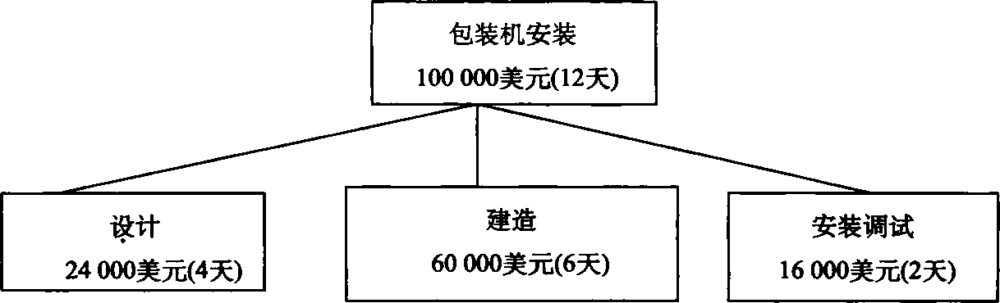 包装机安装
100 000美元(12天)
设计
24 000美元(4天)
建造
60 000美元(6天)
安装调试
16 000美元(2天)